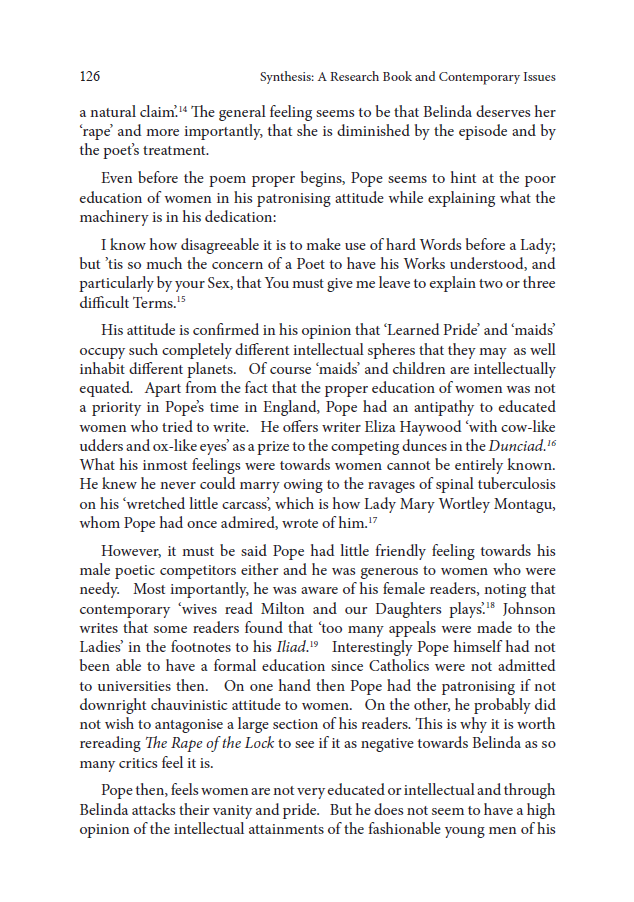 126 Synthesis: A Research Book and Contemporary Issues
a natural claim’.14 The general feeling seems to be that Belinda deserves her
‘rape’ and more importantly, that she is diminished by the episode and by
the poet’s treatment.
Even before the poem proper begins, Pope seems to hint at the poor
education of women in his patronising attitude while explaining what the
machinery is in his dedication:
I know how disagreeable it is to make use of hard Words before a Lady;
but ’tis so much the concern of a Poet to have his Works understood, and
particularly by your Sex, that You must give me leave to explain two or three
difficult Terms.15
His attitude is confirmed in his opinion that ‘Learned Pride’ and ‘maids’
occupy such completely different intellectual spheres that they may as well
inhabit different planets. Of course ‘maids’ and children are intellectually
equated. Apart from the fact that the proper education of women was not
a priority in Pope’s time in England, Pope had an antipathy to educated
women who tried to write. He offers writer Eliza Haywood ‘with cow-like
udders and ox-like eyes’ as a prize to the competing dunces in the Dunciad.16
What his inmost feelings were towards women cannot be entirely known.
He knew he never could marry owing to the ravages of spinal tuberculosis
on his ‘wretched little carcass’, which is how Lady Mary Wortley Montagu,
whom Pope had once admired, wrote of him.17
However, it must be said Pope had little friendly feeling towards his
male poetic competitors either and he was generous to women who were
needy. Most importantly, he was aware of his female readers, noting that
contemporary ‘wives read Milton and our Daughters plays’.18 Johnson
writes that some readers found that ‘too many appeals were made to the
Ladies’ in the footnotes to his Iliad.19 Interestingly Pope himself had not
been able to have a formal education since Catholics were not admitted
to universities then. On one hand then Pope had the patronising if not
downright chauvinistic attitude to women. On the other, he probably did
not wish to antagonise a large section of his readers. This is why it is worth
rereading The Rape of the Lock to see if it as negative towards Belinda as so
many critics feel it is.
Pope then, feels women are not very educated or intellectual and through
Belinda attacks their vanity and pride. But he does not seem to have a high
opinion of the intellectual attainments of the fashionable young men of his